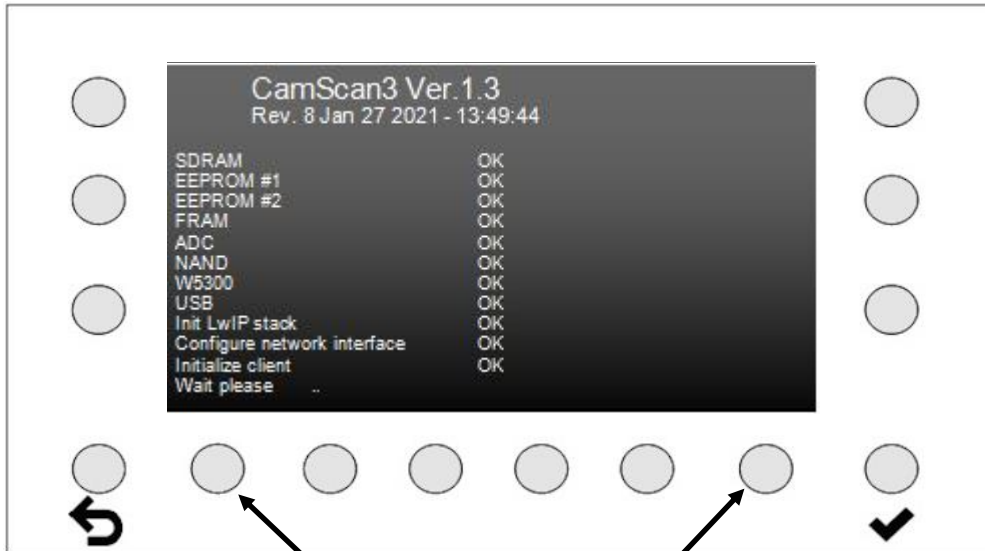 CamScan3 Ver.1.3
Rev. 8 Jan 27 2021 - 13:49:44
SDRAM OK
EEPROM #1 OK
EEPROM #2 OK
FRAM OK
ADC OK
NAND OK
W5300 OK
USB OK
Init LwIP stack OK
Configure network interface OK
Initialize client OK
Wait please ..